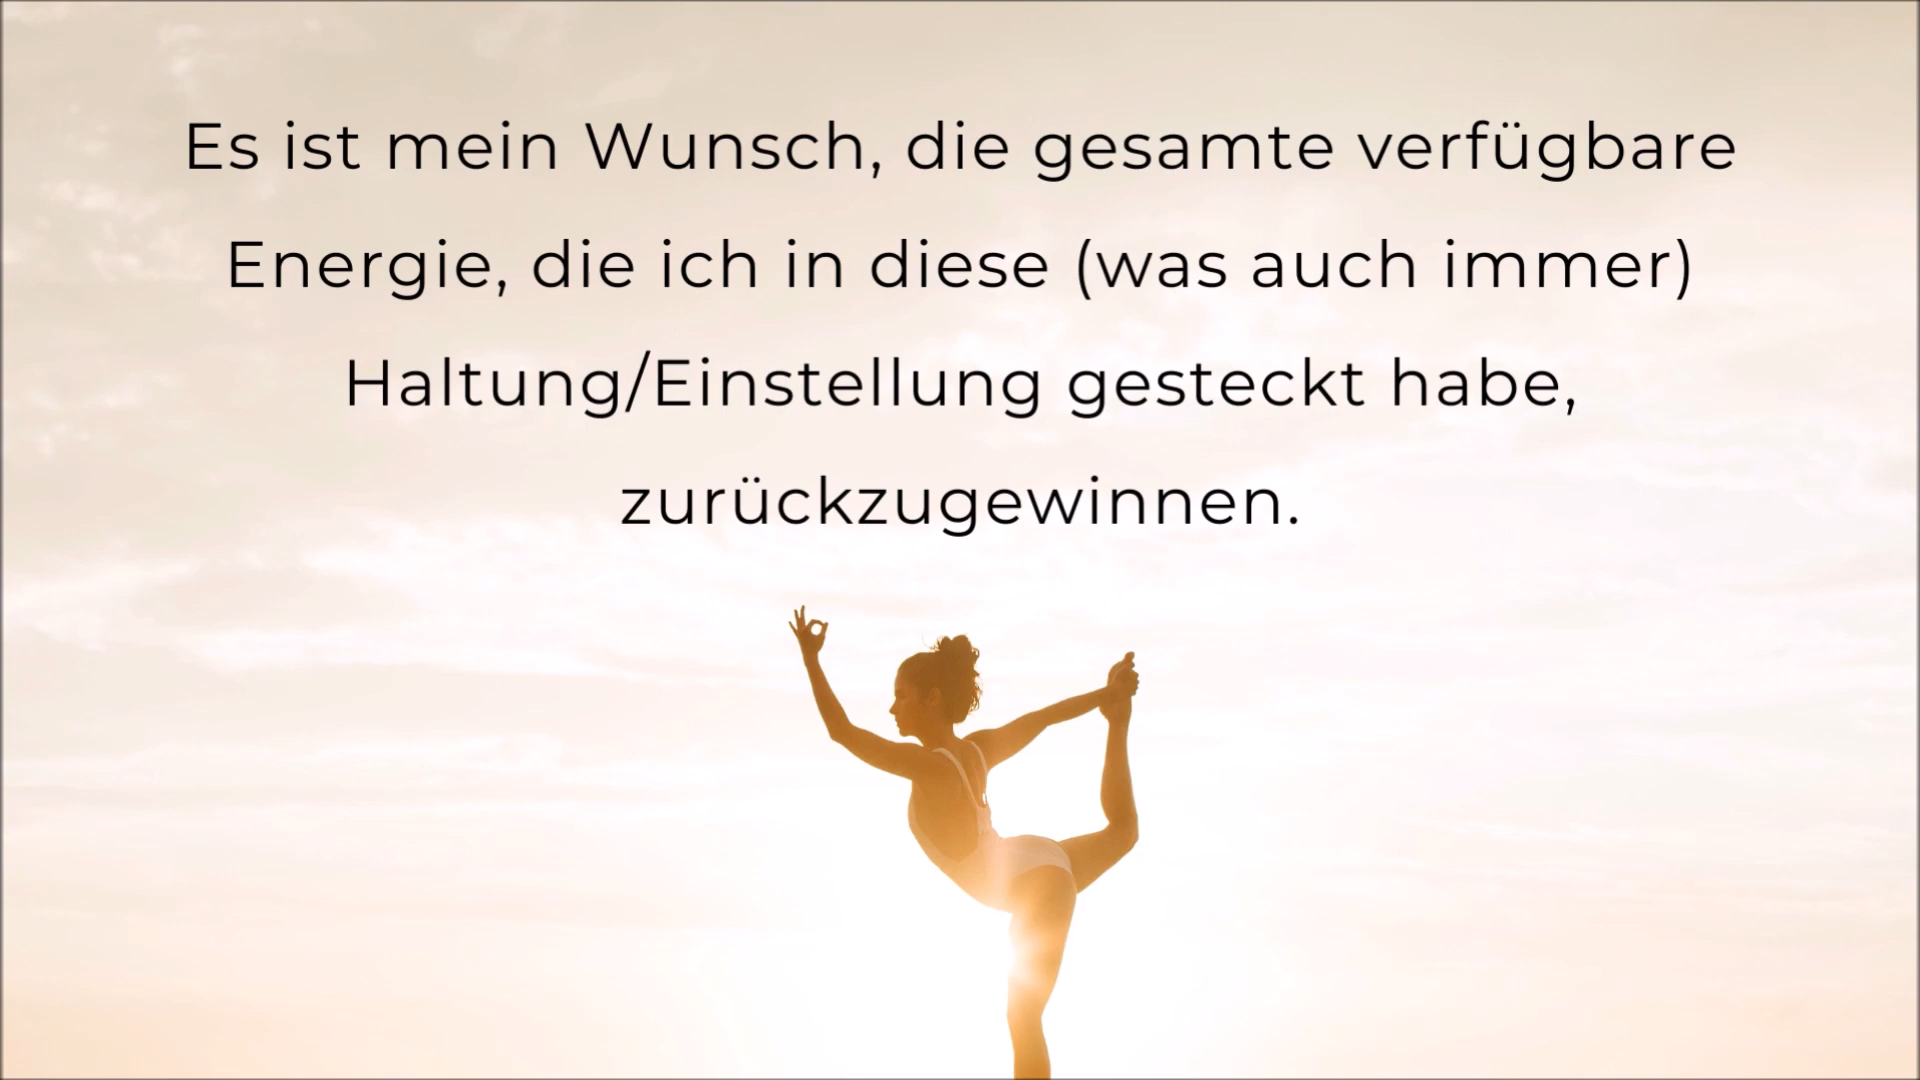 Es ist mein Wunsch, die gesamte verfügbare
Energie, die ich in diese (was auch immer)
Haltung/Einstellung gesteckt habe,
zurückzugewinnen.